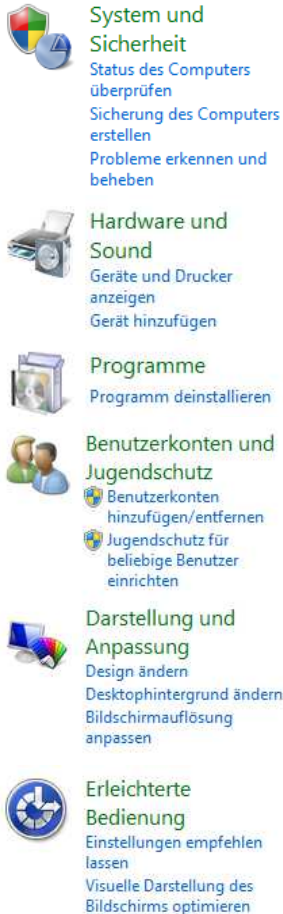 System und
Sicherheit
Status des Computers
überprüfen
Sicherung des Computers
erstellen
Probleme erkennen und
beheben
Hardware und
Sound
Geräte und Drucker
anzeigen
Gerät hinzufügen
Programme
Programm deinstallieren
Benutzerkonten und
Jugendschutz
Benutzerkonten
hinzufügen/entfernen
Jugendschutz für
beliebige Benutzer
einrichten
Darstellung und
Anpassung
Design ändern
Desktophintergrund ändern
Bildschirmauflösung
anpassen
Erleichterte
Bedienung
Einstellungen empfehlen
lassen
Visuelle Darstellung des
Bildschirms optimieren